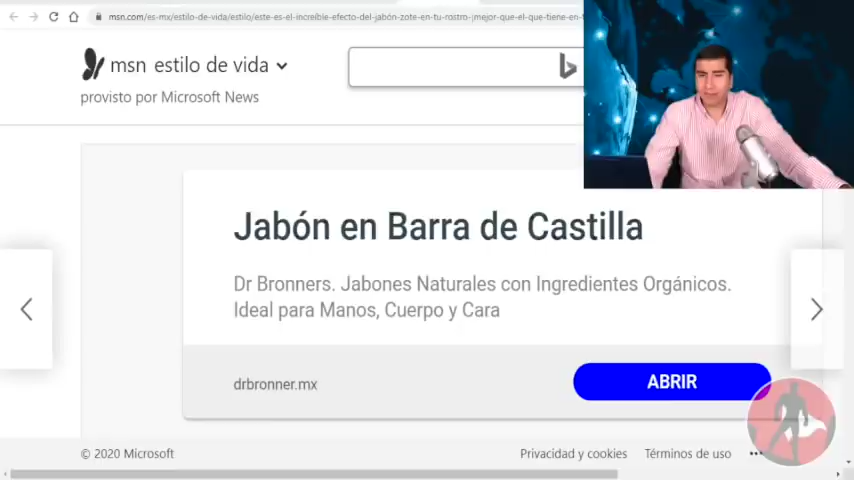 msn.com/es-mx/estilo-de-vida/estilo/este-es-el-increíble-efecto-del-jabón-zote-en-tu-rostro-¡mejor-que-el-que-tiene-en-t
msn estilo de vida
provisto por Microsoft News
Jabón en Barra de Castilla
Dr Bronners. Jabones Naturales con Ingredientes Orgánicos.
Ideal para Manos, Cuerpo y Cara
drbronner.mx
ABRIR
© 2020 Microsoft
Privacidad y cookies
Términos de uso